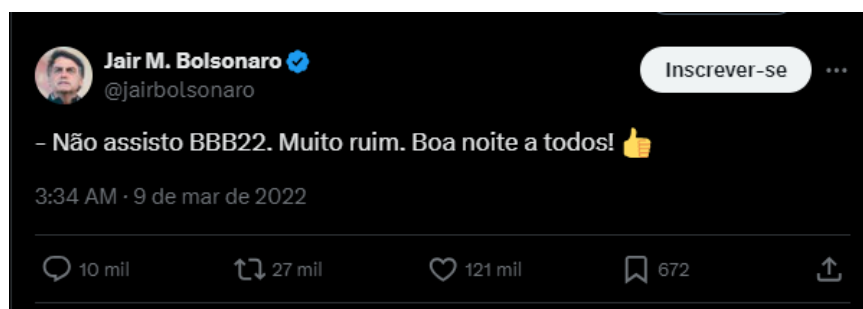 Jair M. Bolsonaro
Inscrever-se
@jairbolsonaro
- Não assisto BBB22. Muito ruim. Boa noite a todos! 👍
3:34 AM · 9 de mar de 2022
10 mil 27 mil 121 mil 672